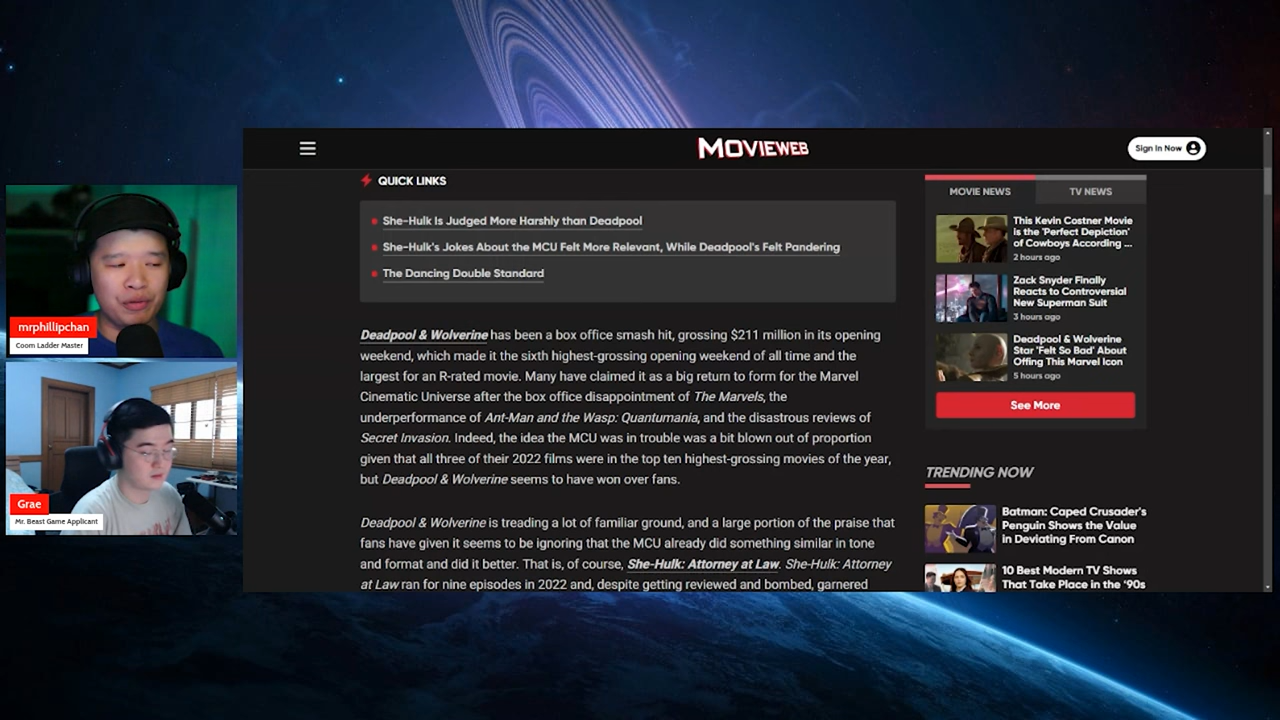 MOVIEWEB
Sign In Now
QUICK LINKS
She-Hulk Is Judged More Harshly than Deadpool
She-Hulk's Jokes About the MCU Felt More Relevant, While Deadpool's Felt Pandering
The Dancing Double Standard
Deadpool & Wolverine has been a box office smash hit, grossing $211 million in its opening
weekend, which made it the sixth highest-grossing opening weekend of all time and the
largest for an R-rated movie. Many have claimed it as a big return to form for the Marvel
Cinematic Universe after the box office disappointment of The Marvels, the
underperformance of Ant-Man and the Wasp: Quantumania, and the disastrous reviews of
Secret Invasion. Indeed, the idea the MCU was in trouble was a bit blown out of proportion
given that all three of their 2022 films were in the top ten highest-grossing movies of the year,
but Deadpool & Wolverine seems to have won over fans.
Deadpool & Wolverine is treading a lot of familiar ground, and a large portion of the praise that
fans have given it seems to be ignoring that the MCU already did something similar in tone
and format and did it better. That is, of course, She-Hulk: Attorney at Law. She-Hulk: Attorney
at Law ran for nine episodes in 2022 and, despite getting reviewed and bombed, garnered
MOVIE NEWS
TV NEWS
This Kevin Costner Movie
is the 'Perfect Depiction'
of Cowboys According ...
2 hours ago
Zack Snyder Finally
Reacts to Controversial
New Superman Suit
3 hours ago
Deadpool & Wolverine
Star 'Felt So Bad' About
Offing This Marvel Icon
5 hours ago
See More
TRENDING NOW
Batman: Caped Crusader's
Penguin Shows the Value
in Deviating From Canon
10 Best Modern TV Shows
That Take Place in the '90s
mrphillipchan
Coom Ladder Master
Grae
Mr. Beast Game Applicant